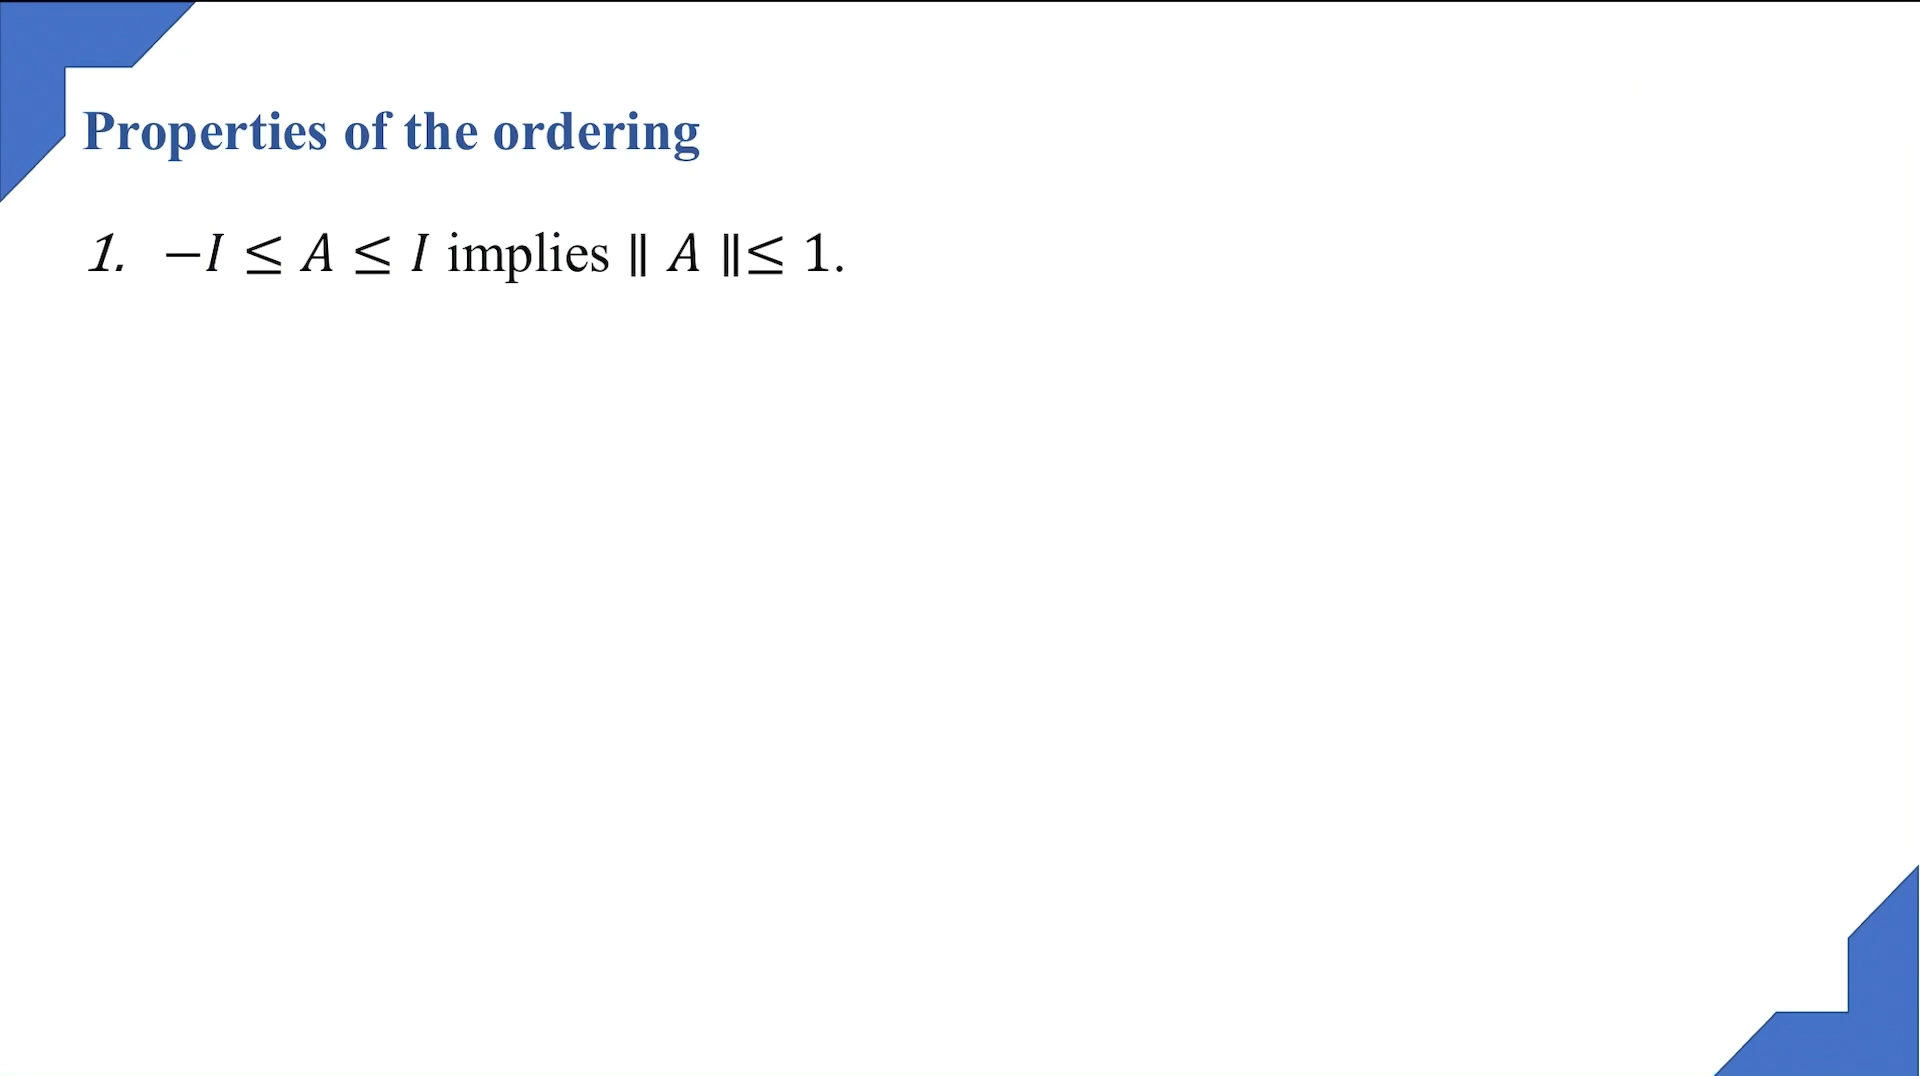 Properties of the ordering
1. −I ≤ A ≤ I implies ∥ A ∥≤ 1.